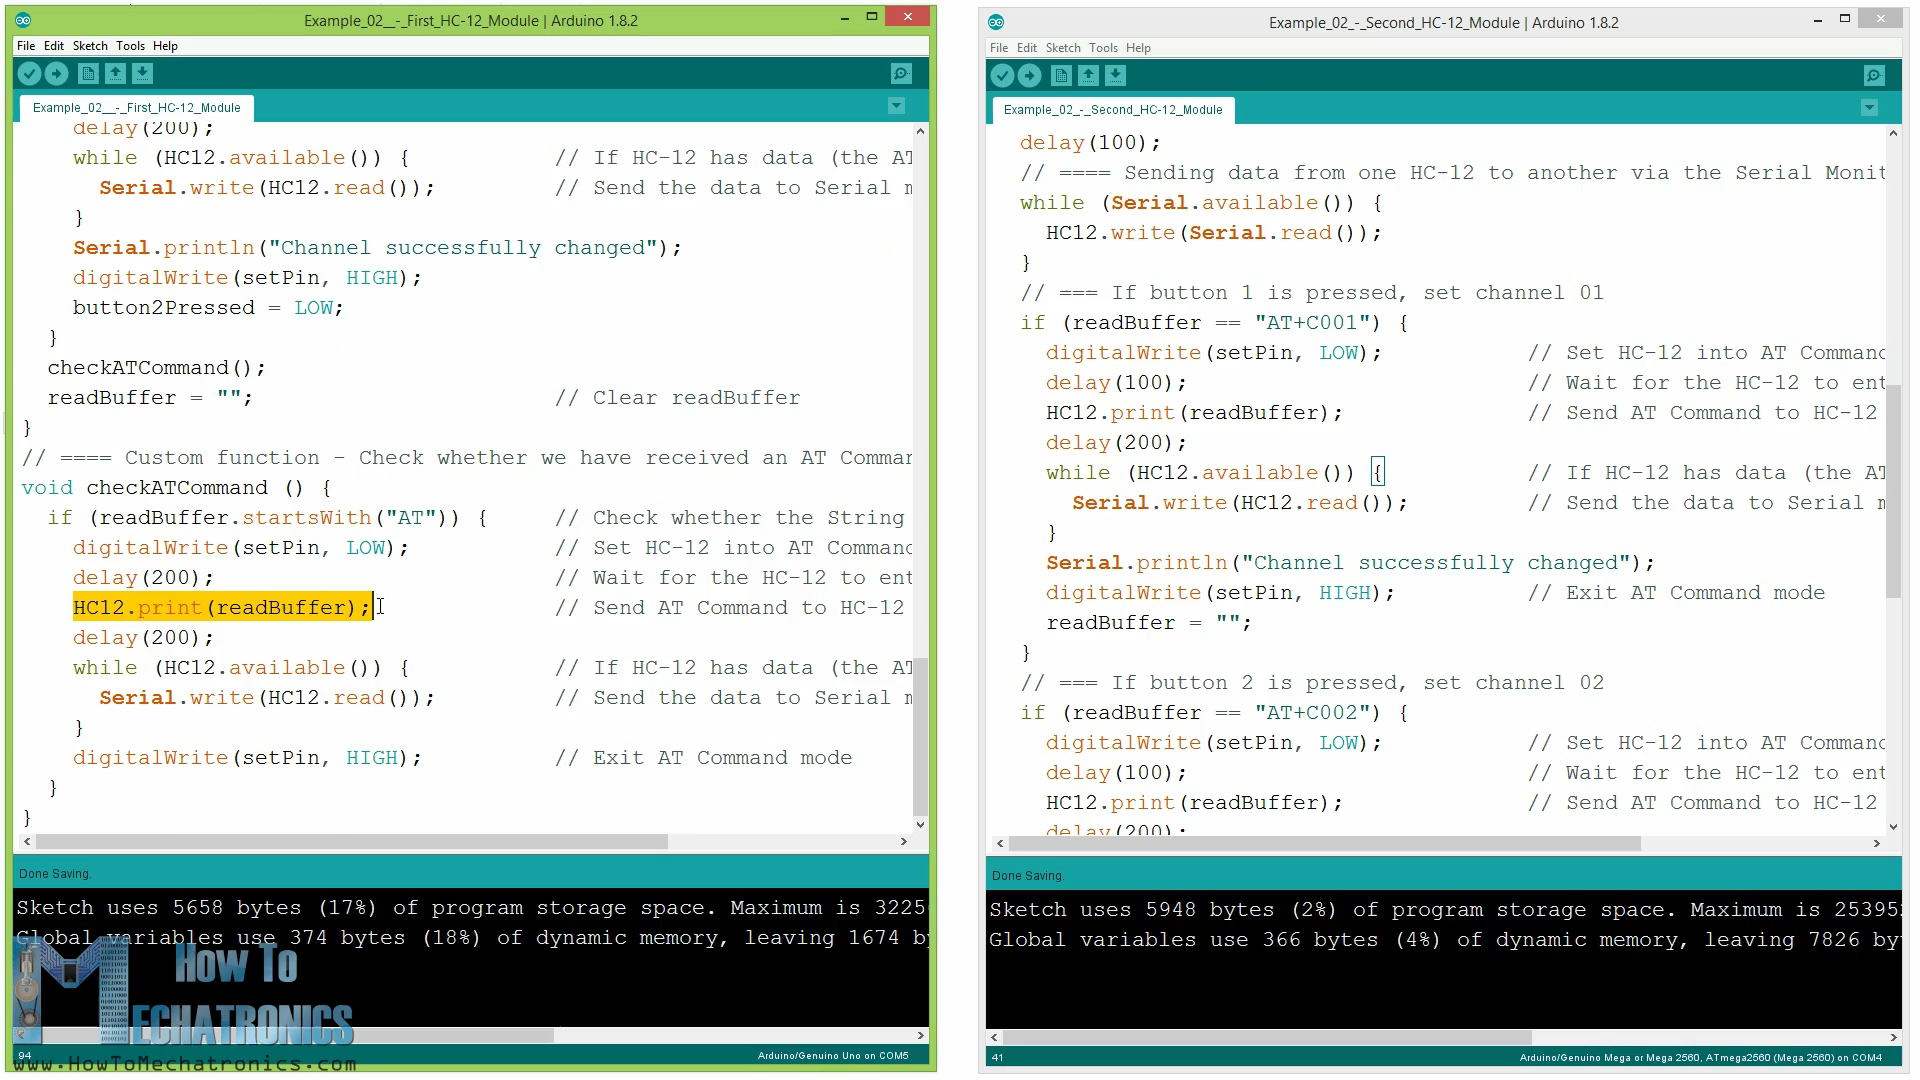 Example_02__-_First_HC-12_Module | Arduino 1.8.2
File Edit Sketch Tools Help
Example_02__-_First_HC-12_Module
delay(200);
while (HC12.available()) { // If HC-12 has data (the AT
Serial.write(HC12.read()); // Send the data to Serial m
}
Serial.println("Channel successfully changed");
digitalWrite(setPin, HIGH);
button2Pressed = LOW;
}
checkATCommand();
readBuffer = ""; // Clear readBuffer
}
// ==== Custom function - Check whether we have received an AT Comman
void checkATCommand () {
if (readBuffer.startsWith("AT")) { // Check whether the String
digitalWrite(setPin, LOW); // Set HC-12 into AT Command
delay(200); // Wait for the HC-12 to ent
HC12.print(readBuffer); // Send AT Command to HC-12
delay(200);
while (HC12.available()) { // If HC-12 has data (the AT
Serial.write(HC12.read()); // Send the data to Serial m
}
digitalWrite(setPin, HIGH); // Exit AT Command mode
}
}
Done Saving.
Sketch uses 5658 bytes (17%) of program storage space. Maximum is 3225
Global variables use 374 bytes (18%) of dynamic memory, leaving 1674 by
How To
MECHATRONICS
94
Arduino/Genuino Uno on COM5
www.HowToMechatronics.com
Example_02_-_Second_HC-12_Module | Arduino 1.8.2
File Edit Sketch Tools Help
Example_02_-_Second_HC-12_Module
delay(100);
// ==== Sending data from one HC-12 to another via the Serial Monit
while (Serial.available()) {
HC12.write(Serial.read());
}
// === If button 1 is pressed, set channel 01
if (readBuffer == "AT+C001") {
digitalWrite(setPin, LOW); // Set HC-12 into AT Command
delay(100); // Wait for the HC-12 to ent
HC12.print(readBuffer); // Send AT Command to HC-12
delay(200);
while (HC12.available()) { // If HC-12 has data (the AT
Serial.write(HC12.read()); // Send the data to Serial m
}
Serial.println("Channel successfully changed");
digitalWrite(setPin, HIGH); // Exit AT Command mode
readBuffer = "";
}
// === If button 2 is pressed, set channel 02
if (readBuffer == "AT+C002") {
digitalWrite(setPin, LOW); // Set HC-12 into AT Command
delay(100); // Wait for the HC-12 to ent
HC12.print(readBuffer); // Send AT Command to HC-12
delay(200);
Done Saving.
Sketch uses 5948 bytes (2%) of program storage space. Maximum is 253952
Global variables use 366 bytes (4%) of dynamic memory, leaving 7826 byt
41
Arduino/Genuino Mega or Mega 2560, ATmega2560 (Mega 2560) on COM4